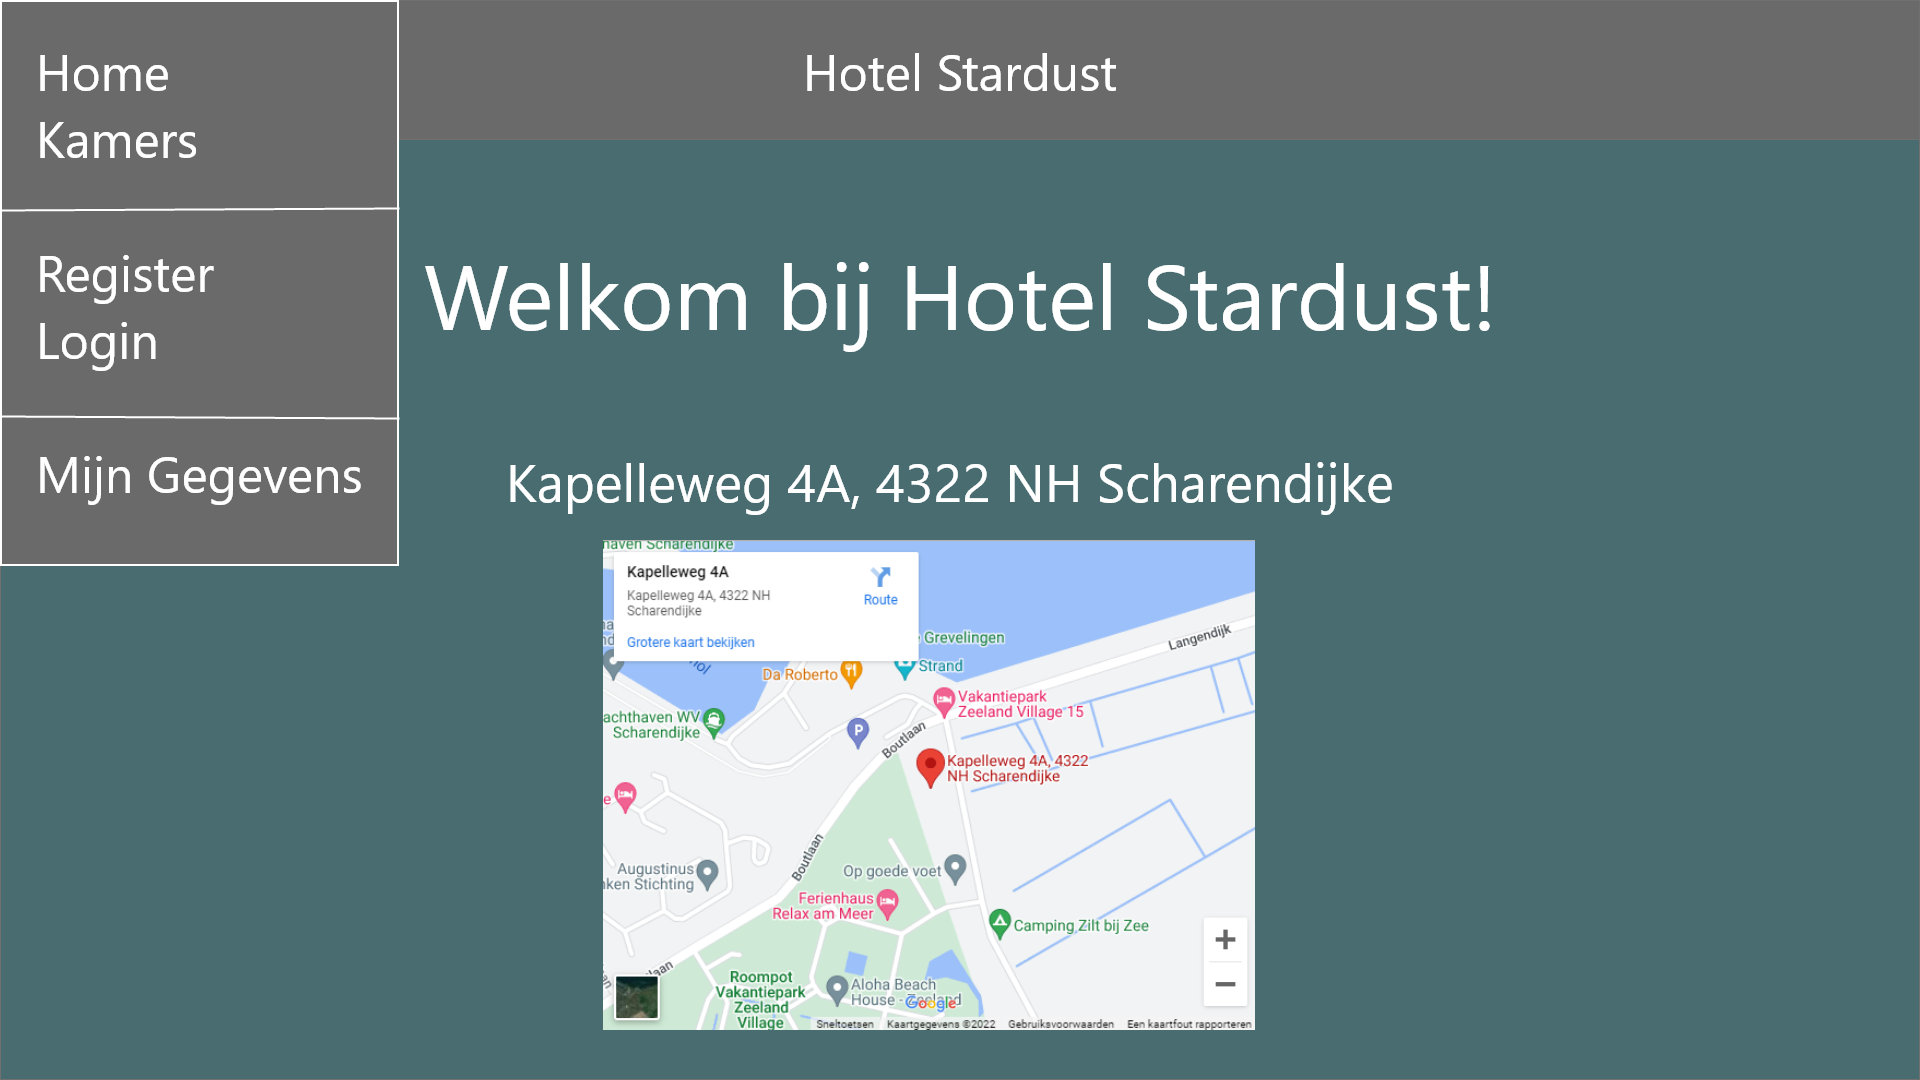 Home
Kamers
Register
Login
Mijn Gegevens
Hotel Stardust
Welkom bij Hotel Stardust!
Kapelleweg 4A, 4322 NH Scharendijke
haven Scharendijke
Kapelleweg 4A
Kapelleweg 4A, 4322 NH
Scharendijke
Route
Grotere kaart bekijken
Grevelingen
Strand
Langendijk
Da Roberto
Vakantiepark
Zeeland Village 15
achthaven WV
Scharendijke
P
Boutlaan
Kapelleweg 4A, 4322
NH Scharendijke
Boutlaan
Augustinus
nken Stichting
Op goede voet
Ferienhaus
Relax am Meer
Camping Zilt bij Zee
Roompot
Vakantiepark
Zeeland
Village
Aloha Beach
House - Zeeland
Google
Sneltoetsen
Kaartgegevens ©2022
Gebruiksvoorwaarden
Een kaartfout rapporteren